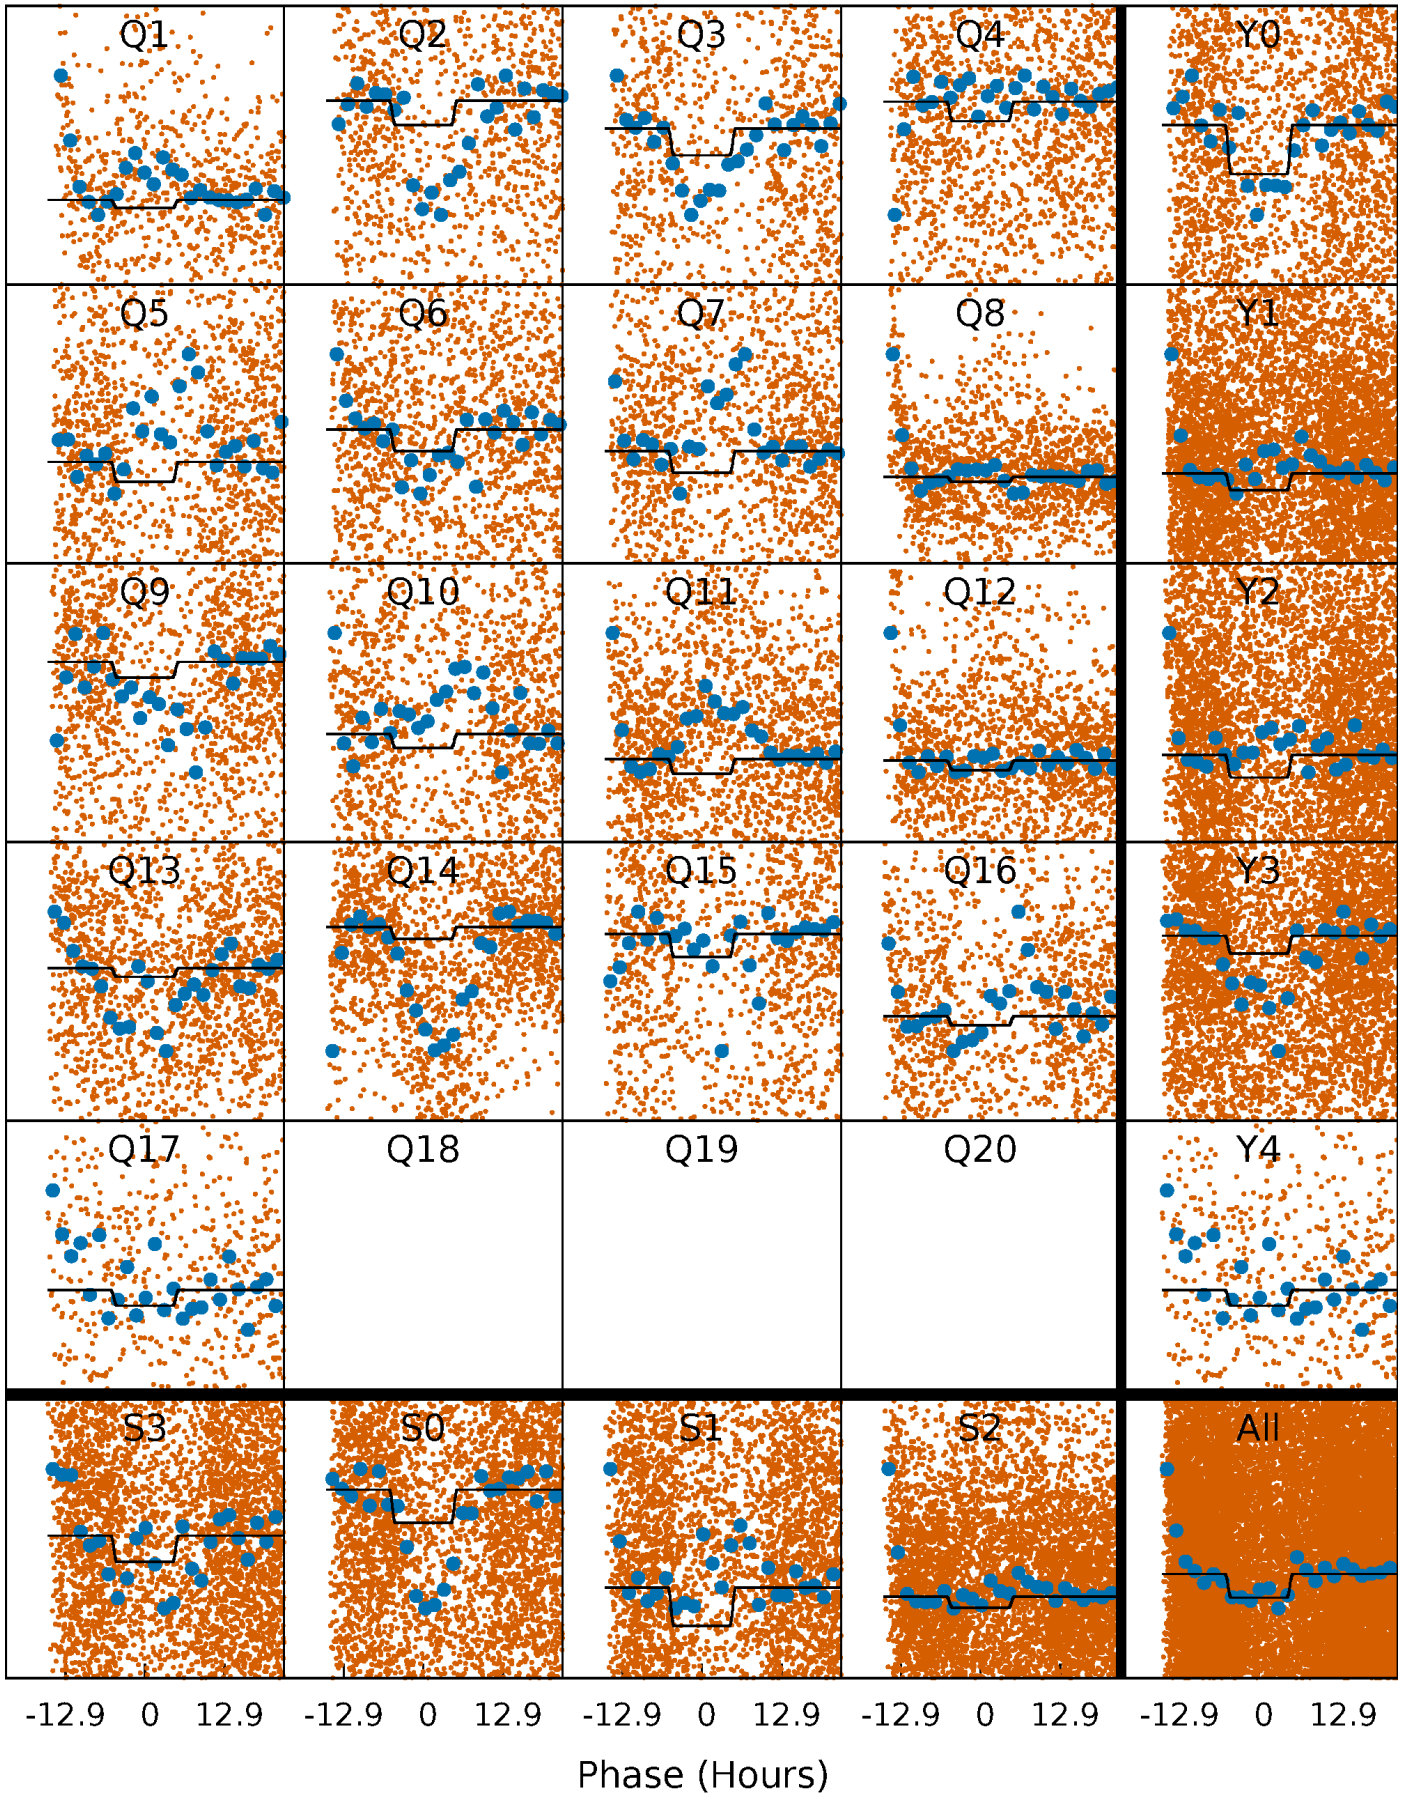 Q1 Q2 Q3 Q4 Y0
Q5 Q6 Q7 Q8 Y1
Q9 Q10 Q11 Q12 Y2
Q13 Q14 Q15 Q16 Y3
Q17 Q18 Q19 Q20 Y4
S3 S0 S1 S2 All
-12.9 0 12.9 -12.9 0 12.9 -12.9 0 12.9 -12.9 0 12.9 -12.9 0 12.9
Phase (Hours)